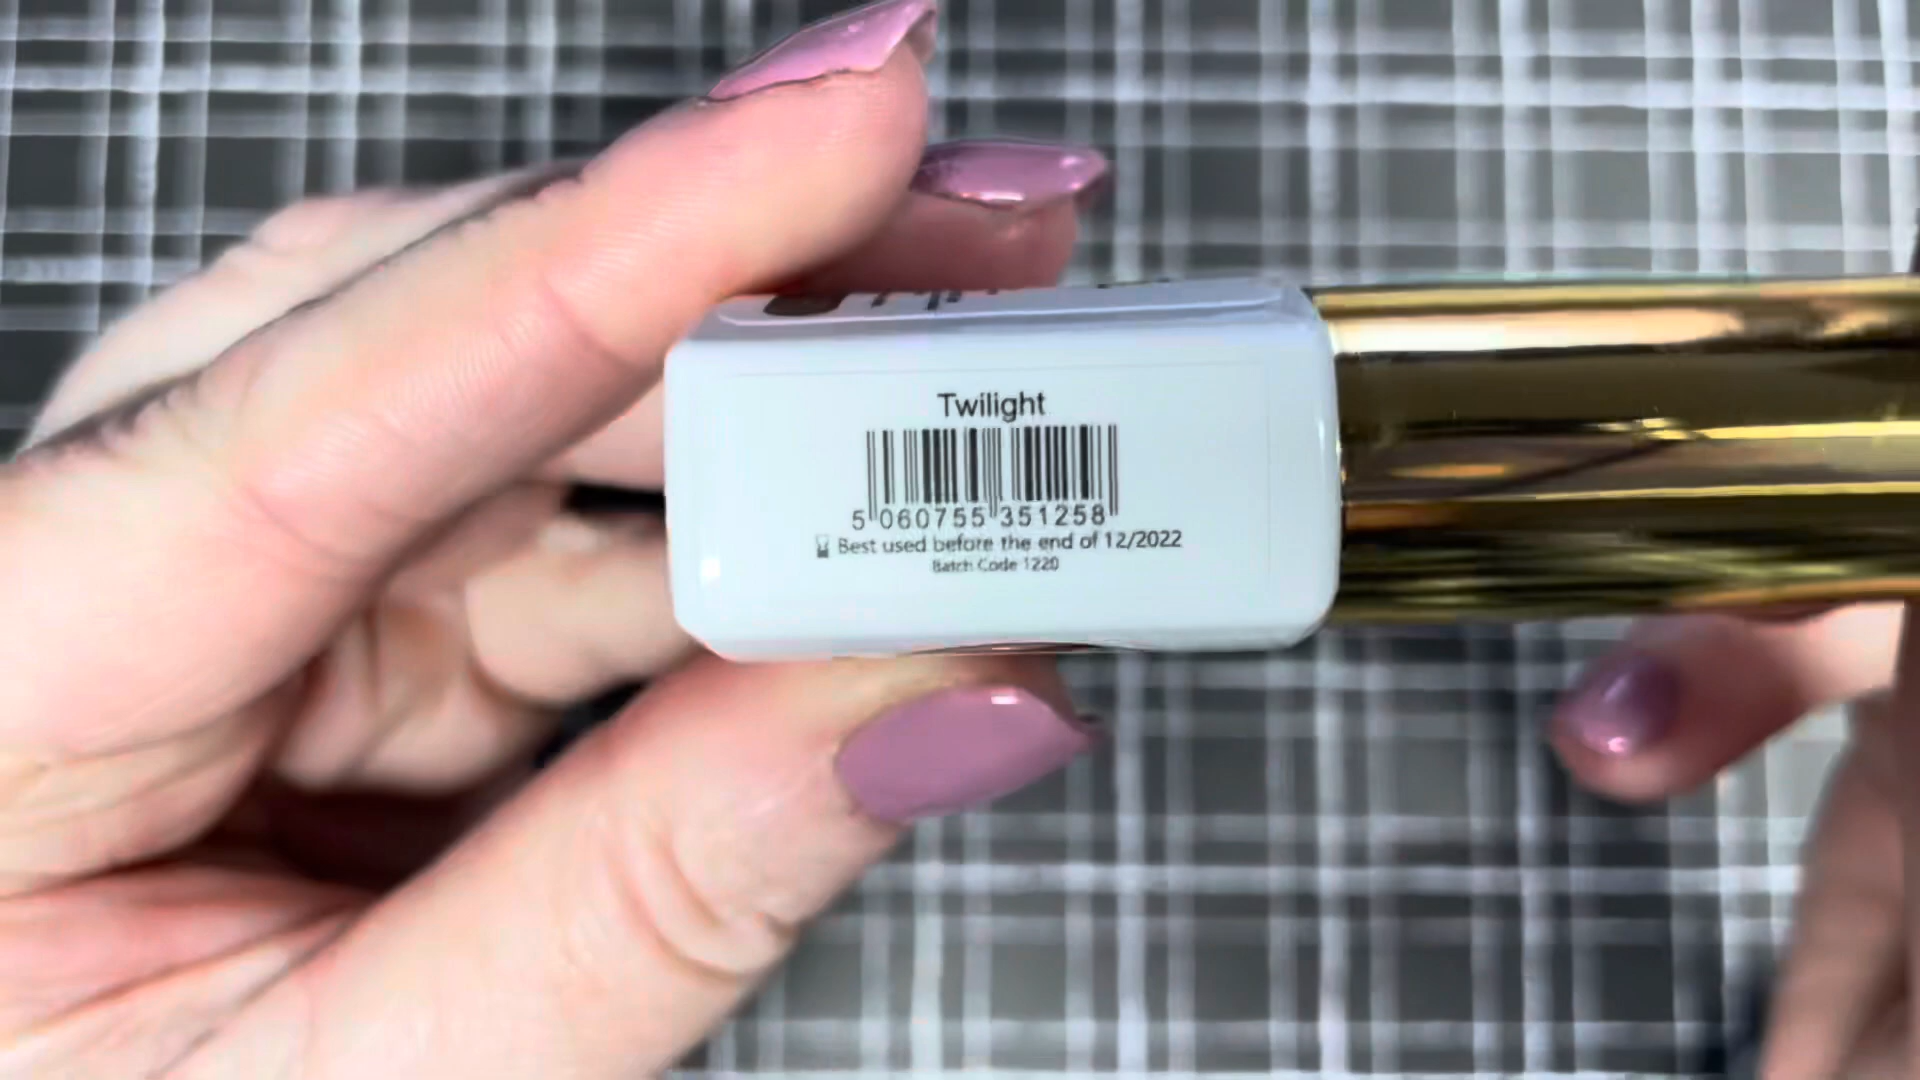 Twilight
5 060755 351258
Best used before the end of 12/2022
Batch Code 1220